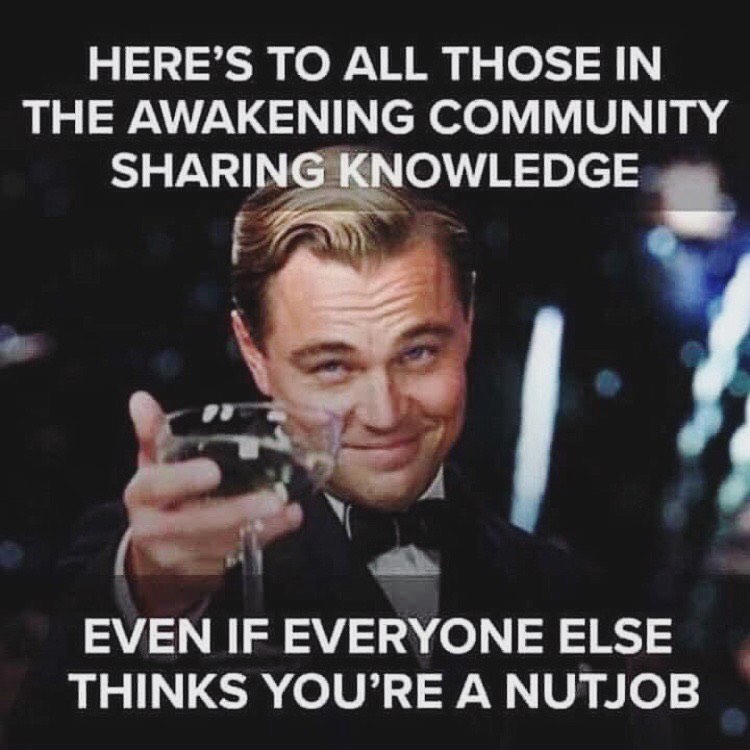 HERE'S TO ALL THOSE IN
THE AWAKENING COMMUNITY
SHARING KNOWLEDGE
EVEN IF EVERYONE ELSE
THINKS YOU'RE A NUTJOB